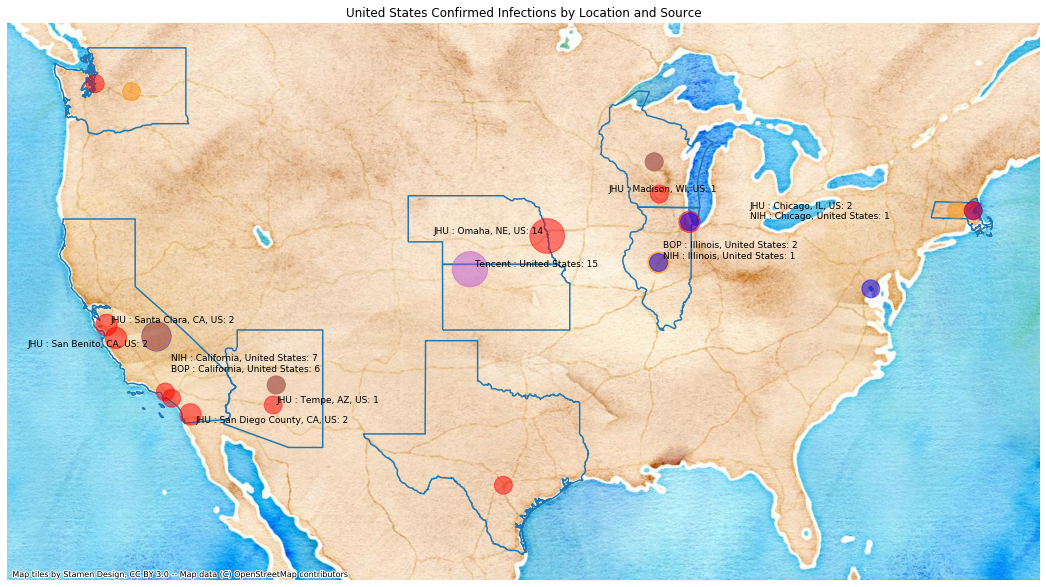 United States Confirmed Infections by Location and Source
JHU : Madison, WI, US: 1
JHU : Chicago, IL, US: 2
NIH : Chicago, United States: 1
JHU : Omaha, NE, US: 14
BOP : Illinois, United States: 2
NIH : Illinois, United States: 1
Tencent : United States: 15
JHU : Santa Clara, CA, US: 2
JHU : San Benito, CA, US: 2
NIH : California, United States: 7
BOP : California, United States: 6
JHU : Tempe, AZ, US: 1
JHU : San Diego County, CA, US: 2
Map tiles by Stamen Design, CC BY 3.0 -- Map data (C) OpenStreetMap contributors